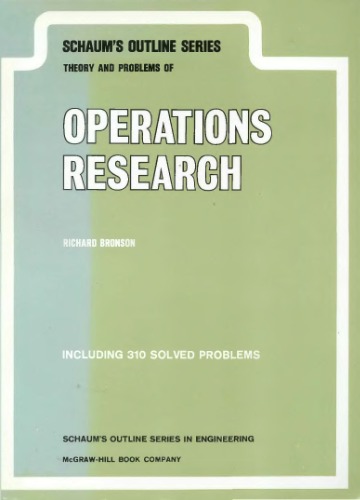 SCHAUM'S OUTLINE SERIES
THEORY AND PROBLEMS OF
OPERATIONS
RESEARCH
RICHARD BRONSON
INCLUDING 310 SOLVED PROBLEMS
SCHAUM'S OUTLINE SERIES IN ENGINEERING
McGRAW-HILL BOOK COMPANY